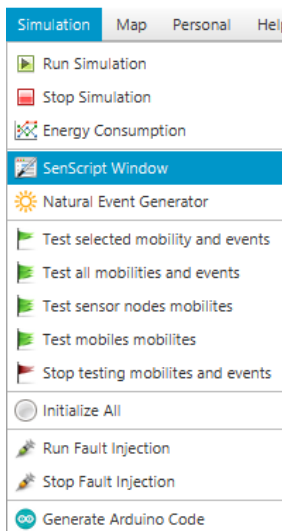 Simulation Map Personal
Run Simulation
Stop Simulation
Energy Consumption
SenScript Window
Natural Event Generator
Test selected mobility and events
Test all mobilities and events
Test sensor nodes mobilites
Test mobiles mobilites
Stop testing mobilites and events
Initialize All
Run Fault Injection
Stop Fault Injection
Generate Arduino Code